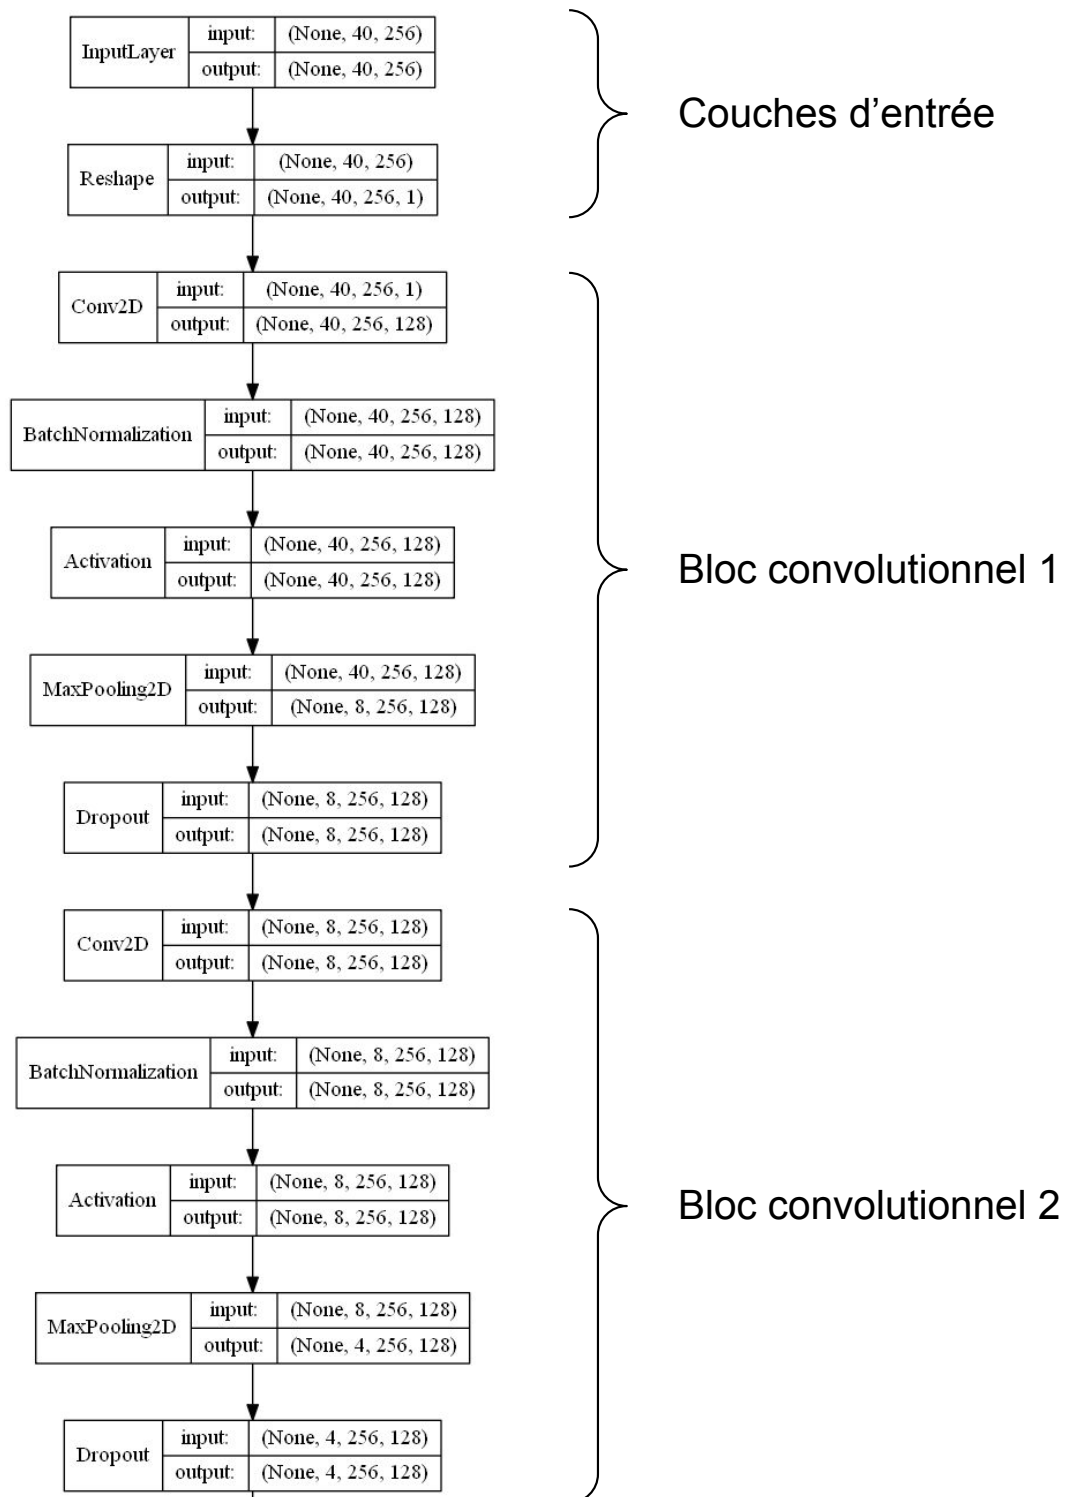 InputLayer
input: (None, 40, 256)
output: (None, 40, 256)
Couches d'entrée
Reshape
input: (None, 40, 256)
output: (None, 40, 256, 1)
Conv2D
input: (None, 40, 256, 1)
output: (None, 40, 256, 128)
BatchNormalization
input: (None, 40, 256, 128)
output: (None, 40, 256, 128)
Activation
input: (None, 40, 256, 128)
output: (None, 40, 256, 128)
Bloc convolutionnel 1
MaxPooling2D
input: (None, 40, 256, 128)
output: (None, 8, 256, 128)
Dropout
input: (None, 8, 256, 128)
output: (None, 8, 256, 128)
Conv2D
input: (None, 8, 256, 128)
output: (None, 8, 256, 128)
BatchNormalization
input: (None, 8, 256, 128)
output: (None, 8, 256, 128)
Activation
input: (None, 8, 256, 128)
output: (None, 8, 256, 128)
Bloc convolutionnel 2
MaxPooling2D
input: (None, 8, 256, 128)
output: (None, 4, 256, 128)
Dropout
input: (None, 4, 256, 128)
output: (None, 4, 256, 128)